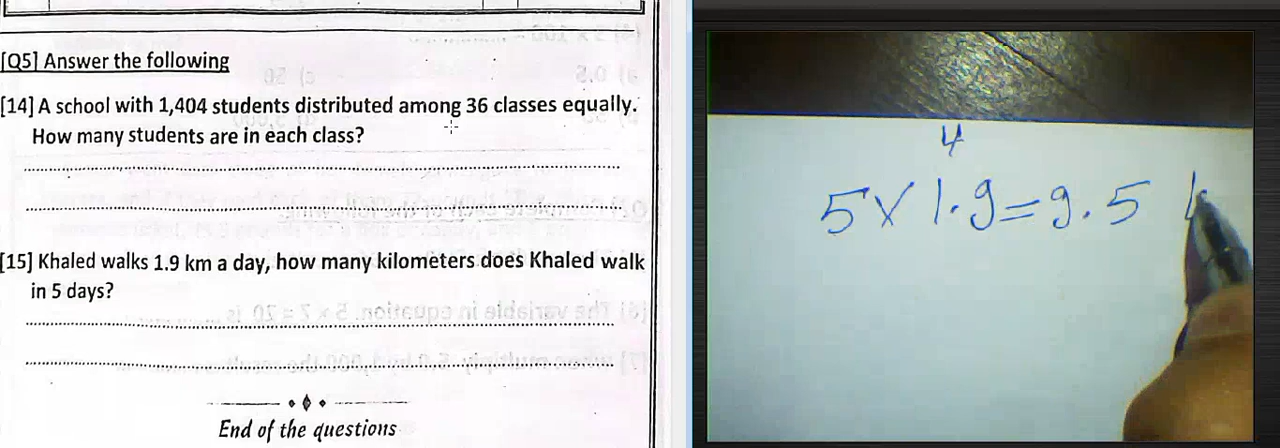 [Q5] Answer the following
[14] A school with 1,404 students distributed among 36 classes equally.
How many students are in each class?
[15] Khaled walks 1.9 km a day, how many kilometers does Khaled walk
in 5 days?
End of the questions
4
5 × 1.9 = 9.5